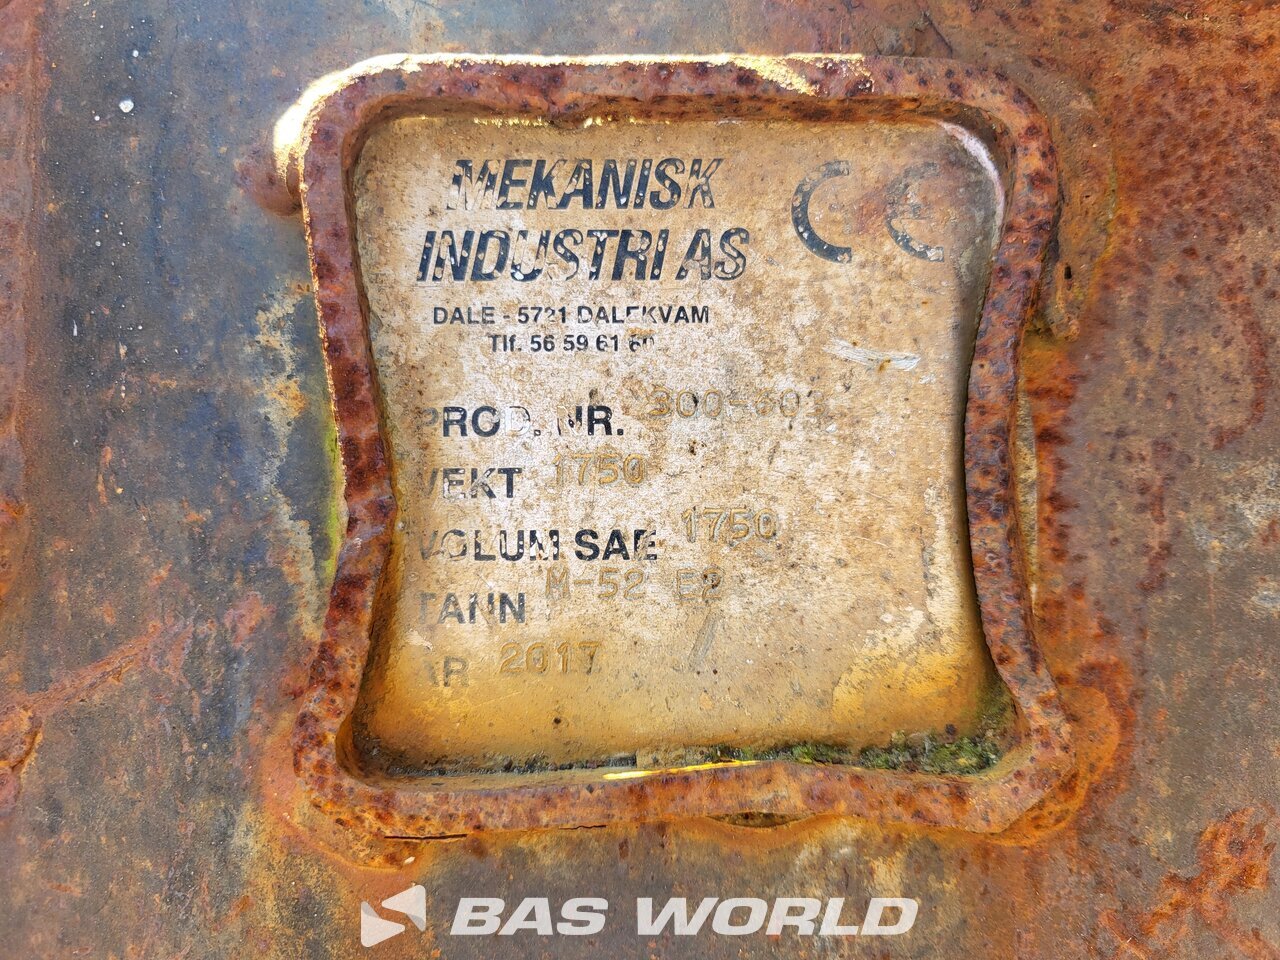 MEKANISK
INDUSTRI AS
CE
DALE - 5721 DALEKVAM
Tlf. 56 59 61 60
PROD. NR.
VEKT 1750
VOLUM SAE 1750
TANN M-52 E2
ÅR 2017
BAS WORLD